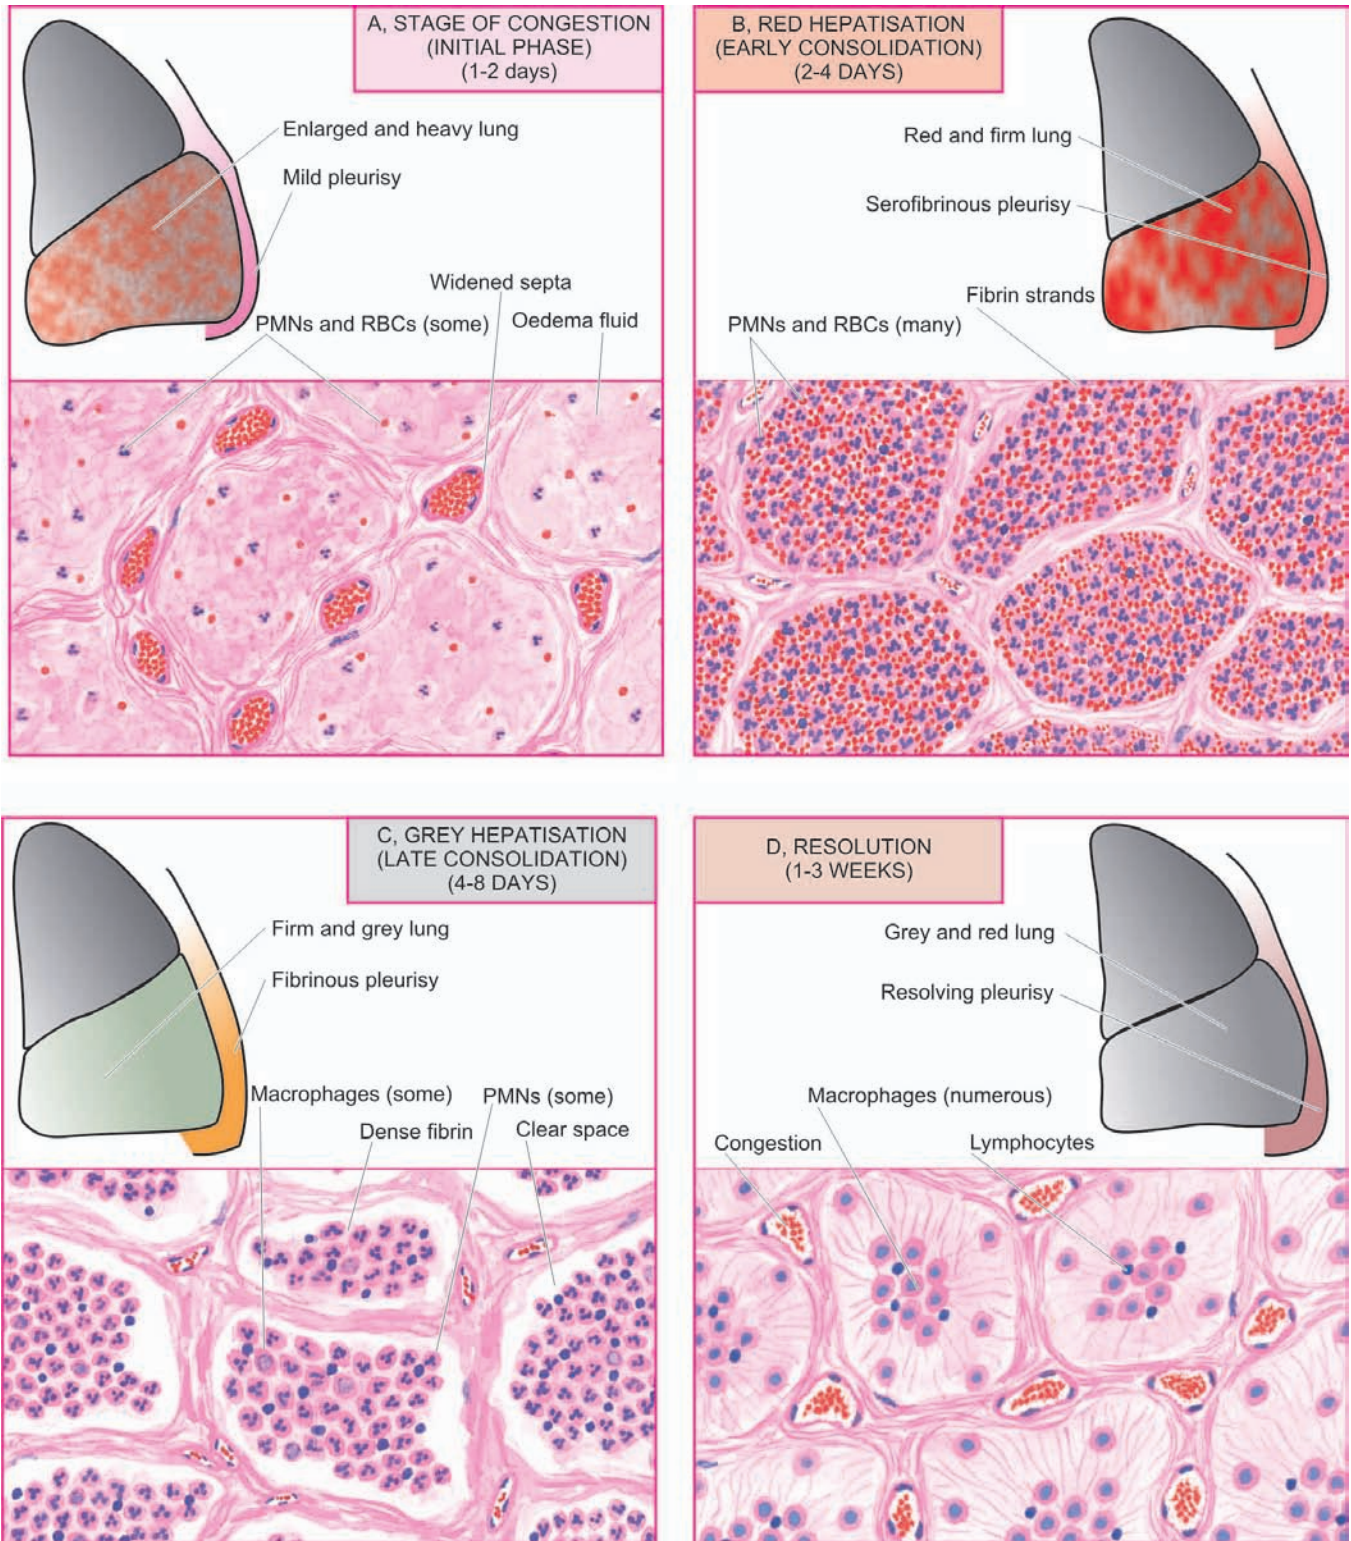 A, STAGE OF CONGESTION
(INITIAL PHASE)
(1-2 days)
Enlarged and heavy lung
Mild pleurisy
Widened septa
PMNs and RBCs (some)
Oedema fluid
B, RED HEPATISATION
(EARLY CONSOLIDATION)
(2-4 DAYS)
Red and firm lung
Serofibrinous pleurisy
Fibrin strands
PMNs and RBCs (many)
C, GREY HEPATISATION
(LATE CONSOLIDATION)
(4-8 DAYS)
Firm and grey lung
Fibrinous pleurisy
Macrophages (some)
PMNs (some)
Dense fibrin
Clear space
D, RESOLUTION
(1-3 WEEKS)
Grey and red lung
Resolving pleurisy
Macrophages (numerous)
Congestion
Lymphocytes